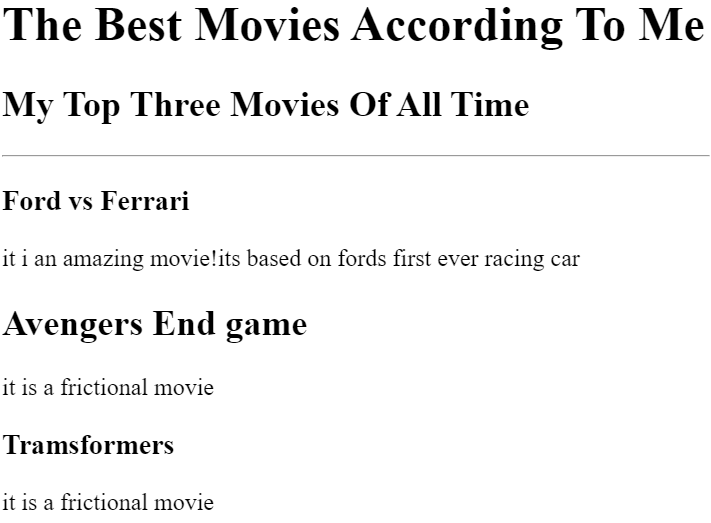 The Best Movies According To Me
My Top Three Movies Of All Time
Ford vs Ferrari
it i an amazing movie!its based on fords first ever racing car
Avengers End game
it is a frictional movie
Tramsformers
it is a frictional movie